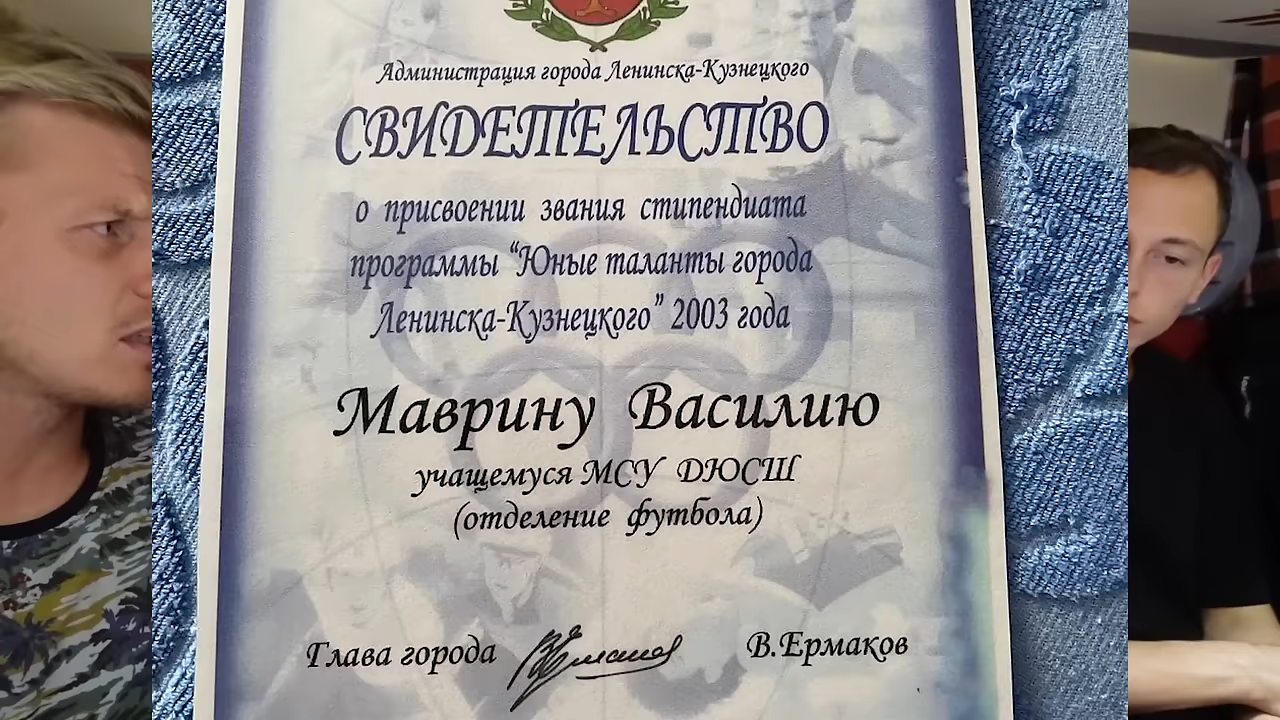 Администрация города Ленинска-Кузнецкого
СВИДЕТЕЛЬСТВО
о присвоении звания стипендиата
программы “Юные таланты города
Ленинска-Кузнецкого” 2003 года
Маврину Василию
учащемуся МСУ ДЮСШ
(отделение футбола)
Глава города В.Ермаков